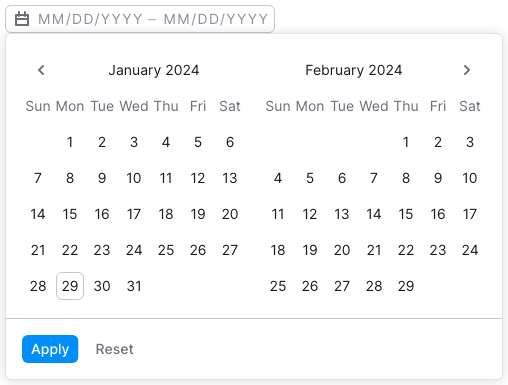 MM/DD/YYYY – MM/DD/YYYY
January 2024 February 2024
Sun Mon Tue Wed Thu Fri Sat Sun Mon Tue Wed Thu Fri Sat
1 2 3 4 5 6 1 2 3
7 8 9 10 11 12 13 4 5 6 7 8 9 10
14 15 16 17 18 19 20 11 12 13 14 15 16 17
21 22 23 24 25 26 27 18 19 20 21 22 23 24
28 29 30 31 25 26 27 28 29
Apply Reset